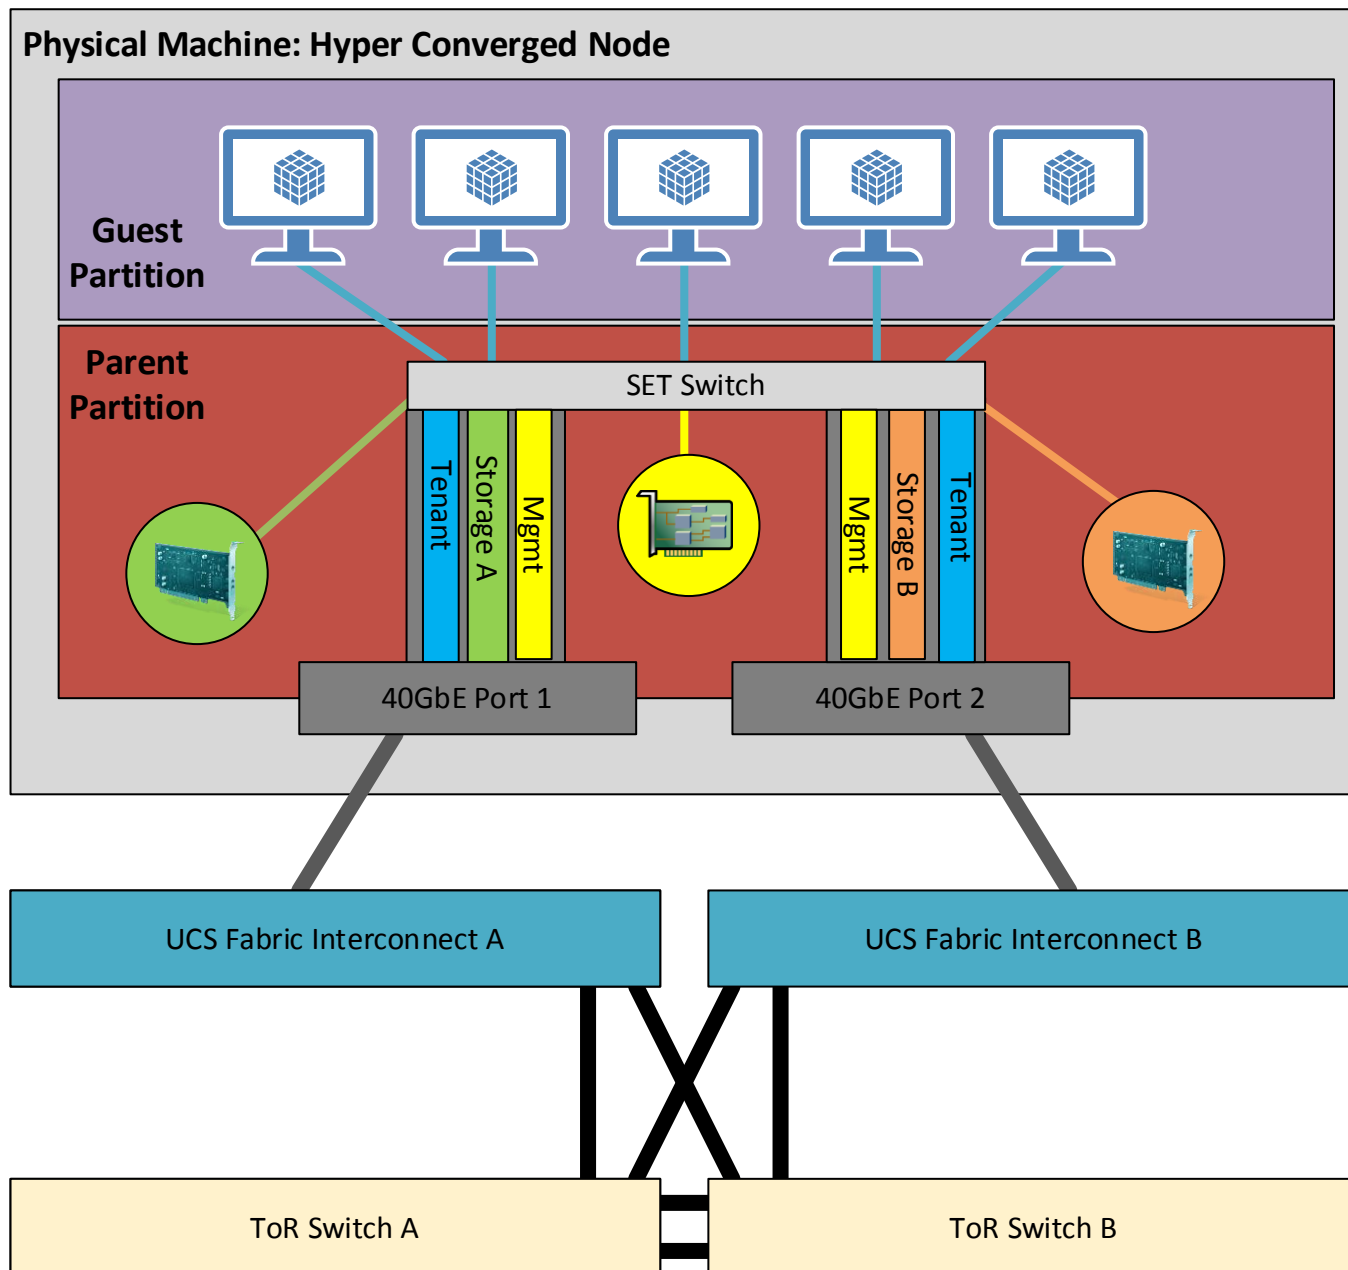 Physical Machine: Hyper Converged Node
Guest
Partition
Parent
Partition
SET Switch
Tenant
Storage A
Mgmt
Mgmt
Storage B
Tenant
40GbE Port 1
40GbE Port 2
UCS Fabric Interconnect A
UCS Fabric Interconnect B
ToR Switch A
ToR Switch B